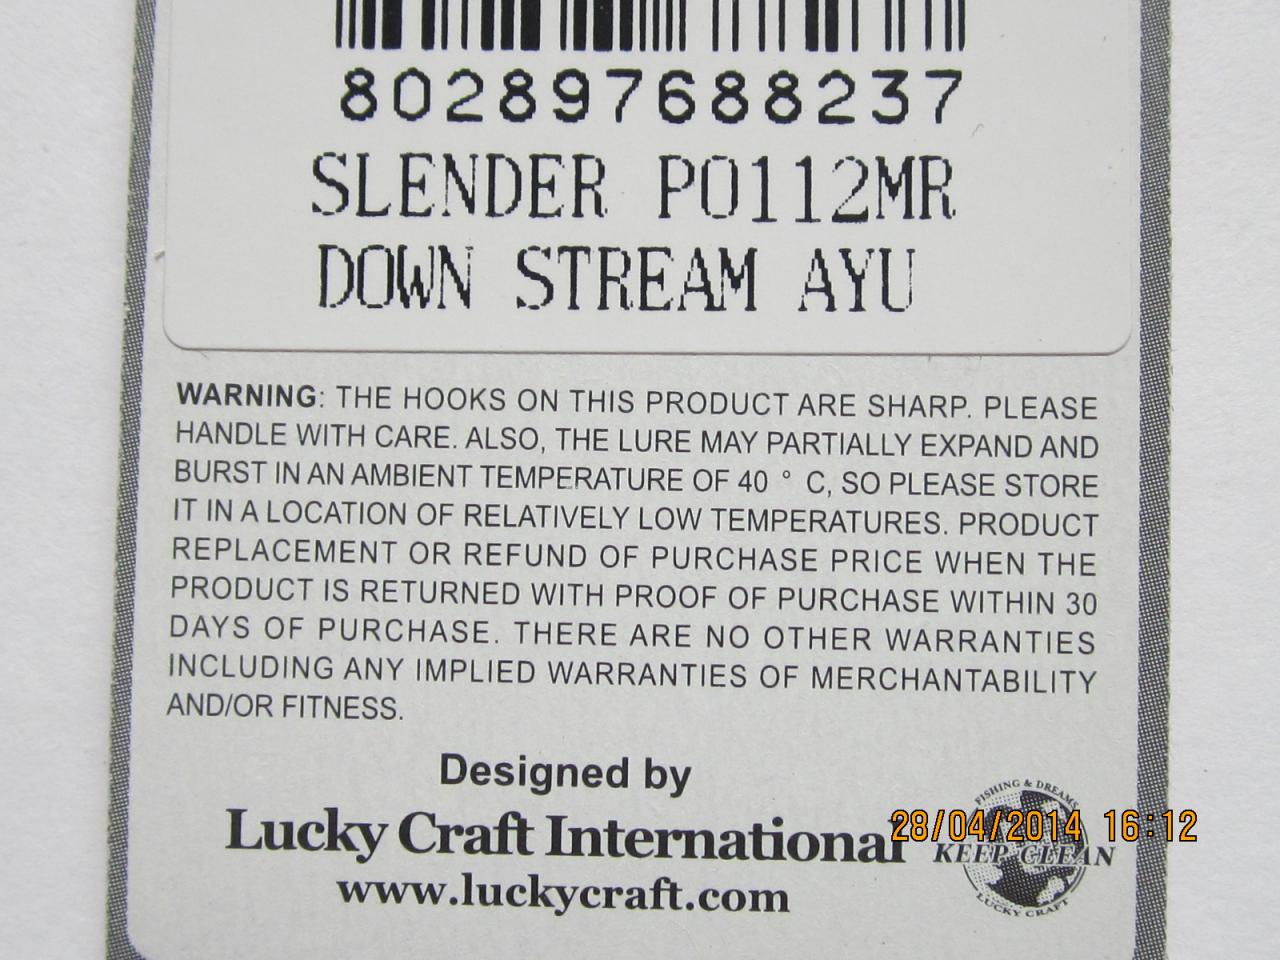 802897688237
SLENDER PO112MR
DOWN STREAM AYU
WARNING: THE HOOKS ON THIS PRODUCT ARE SHARP. PLEASE
HANDLE WITH CARE. ALSO, THE LURE MAY PARTIALLY EXPAND AND
BURST IN AN AMBIENT TEMPERATURE OF 40 ° C, SO PLEASE STORE
IT IN A LOCATION OF RELATIVELY LOW TEMPERATURES. PRODUCT
REPLACEMENT OR REFUND OF PURCHASE PRICE WHEN THE
PRODUCT IS RETURNED WITH PROOF OF PURCHASE WITHIN 30
DAYS OF PURCHASE. THERE ARE NO OTHER WARRANTIES
INCLUDING ANY IMPLIED WARRANTIES OF MERCHANTABILITY
AND/OR FITNESS.
Designed by
Lucky Craft International
www.luckycraft.com
FISHING & DREAMS
KEEP CLEAN
LUCKY CRAFT
28/04/2014 16:12